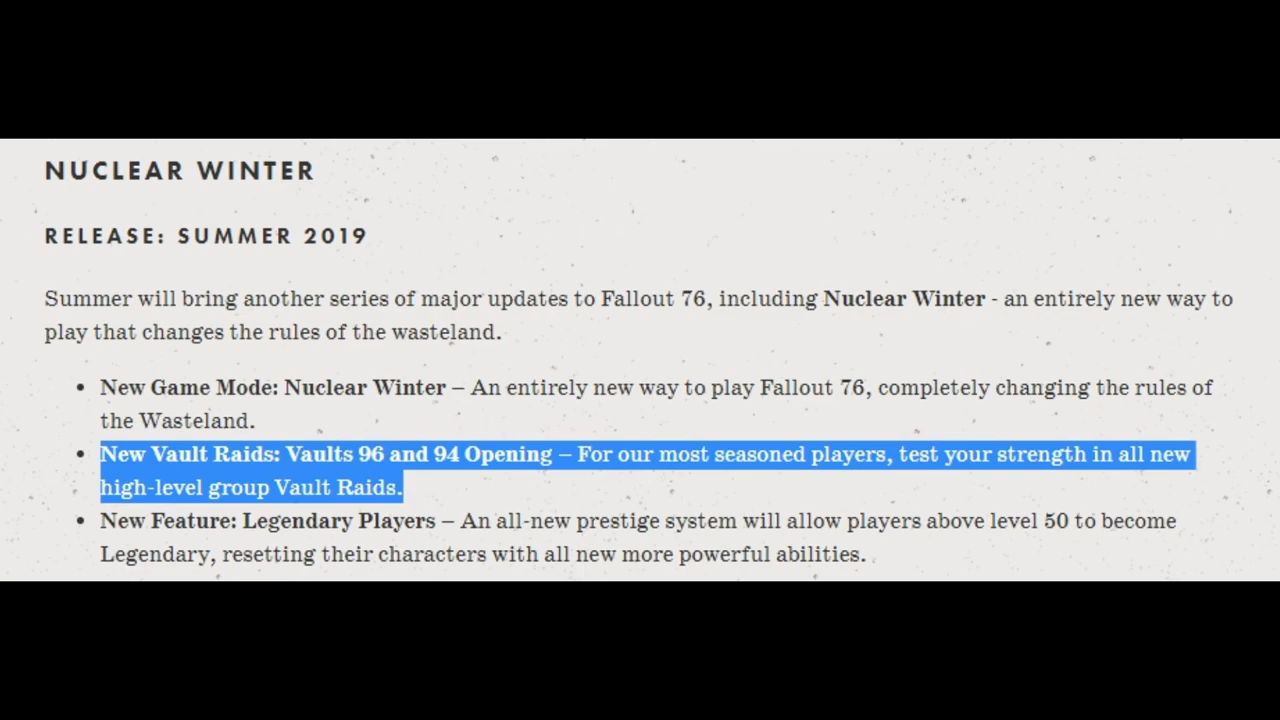 NUCLEAR WINTER
RELEASE: SUMMER 2019
Summer will bring another series of major updates to Fallout 76, including Nuclear Winter - an entirely new way to
play that changes the rules of the wasteland.
• New Game Mode: Nuclear Winter – An entirely new way to play Fallout 76, completely changing the rules of
the Wasteland.
• New Vault Raids: Vaults 96 and 94 Opening – For our most seasoned players, test your strength in all new
high-level group Vault Raids.
• New Feature: Legendary Players – An all-new prestige system will allow players above level 50 to become
Legendary, resetting their characters with all new more powerful abilities.